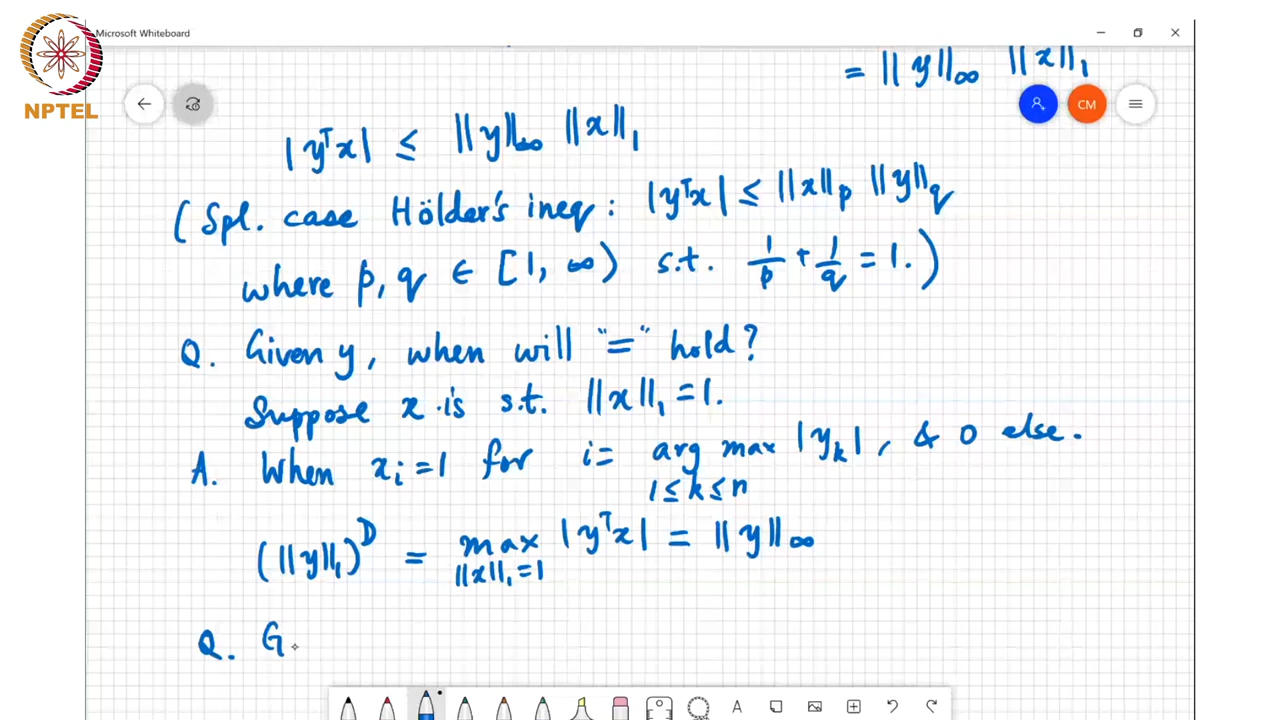 Microsoft Whiteboard
NPTEL
CM
= ||y||∞ ||x||₁
|yᵀx| ≤ ||y||∞ ||x||₁
(Spl. case Hölder's ineq: |yᵀx| ≤ ||x||p ||y||q
where p, q ∈ [1, ∞) s.t. 1/p + 1/q = 1.)
Q. Given y, when will "=" hold?
Suppose x is s.t. ||x||₁ = 1.
A. When xᵢ = 1 for i = arg max |yₖ|, & 0 else.
1 ≤ k ≤ n
(||y||₁)ᴰ = max |yᵀx| = ||y||∞
||x||₁ = 1
Q. G
A